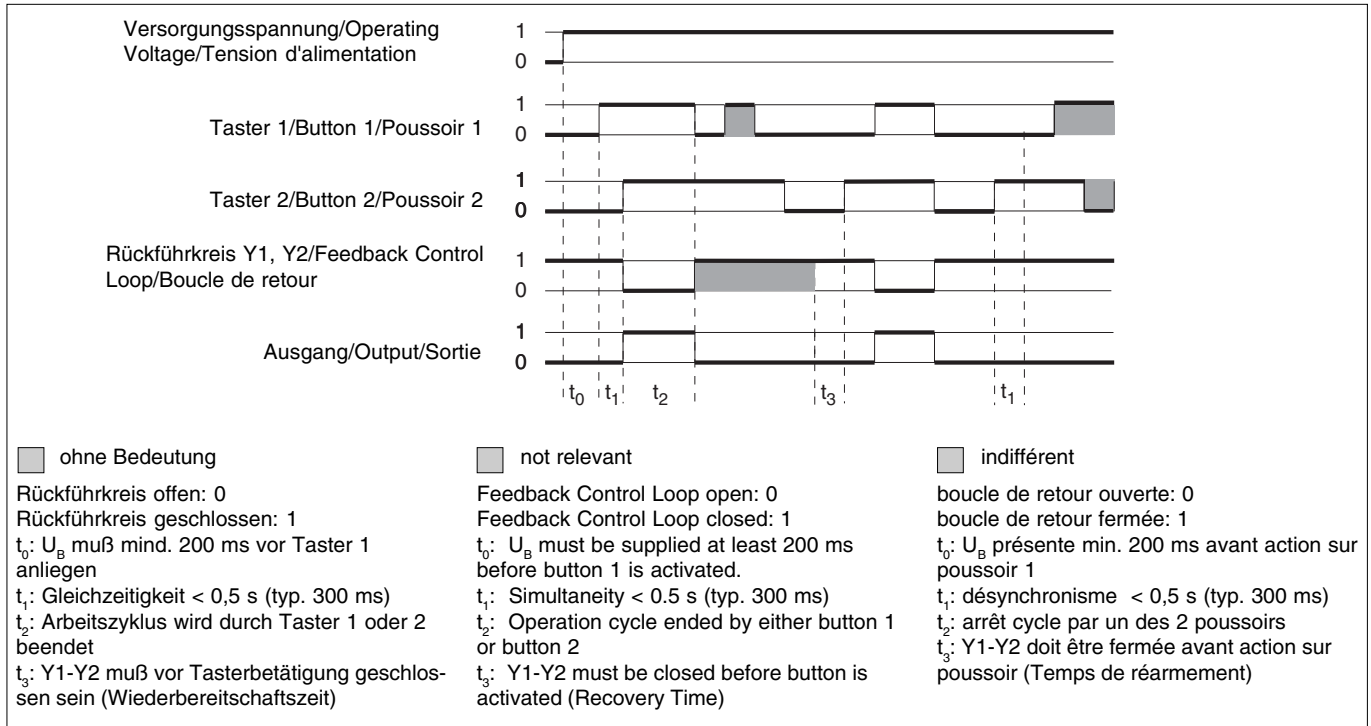 Versorgungsspannung/Operating
Voltage/Tension d'alimentation
1
0
Taster 1/Button 1/Poussoir 1
1
0
Taster 2/Button 2/Poussoir 2
1
0
Rückführkreis Y1, Y2/Feedback Control
Loop/Boucle de retour
1
0
Ausgang/Output/Sortie
1
0
t0 t1 t2 t3 t1
ohne Bedeutung
Rückführkreis offen: 0
Rückführkreis geschlossen: 1
t0: UB muß mind. 200 ms vor Taster 1
anliegen
t1: Gleichzeitigkeit < 0,5 s (typ. 300 ms)
t2: Arbeitszyklus wird durch Taster 1 oder 2
beendet
t3: Y1-Y2 muß vor Tasterbetätigung geschlos-
sen sein (Wiederbereitschaftszeit)
not relevant
Feedback Control Loop open: 0
Feedback Control Loop closed: 1
t0: UB must be supplied at least 200 ms
before button 1 is activated.
t1: Simultaneity < 0.5 s (typ. 300 ms)
t2: Operation cycle ended by either button 1
or button 2
t3: Y1-Y2 must be closed before button is
activated (Recovery Time)
indifférent
boucle de retour ouverte: 0
boucle de retour fermée: 1
t0: UB présente min. 200 ms avant action sur
poussoir 1
t1: désynchronisme < 0,5 s (typ. 300 ms)
t2: arrêt cycle par un des 2 poussoirs
t3: Y1-Y2 doit être fermée avant action sur
poussoir (Temps de réarmement)